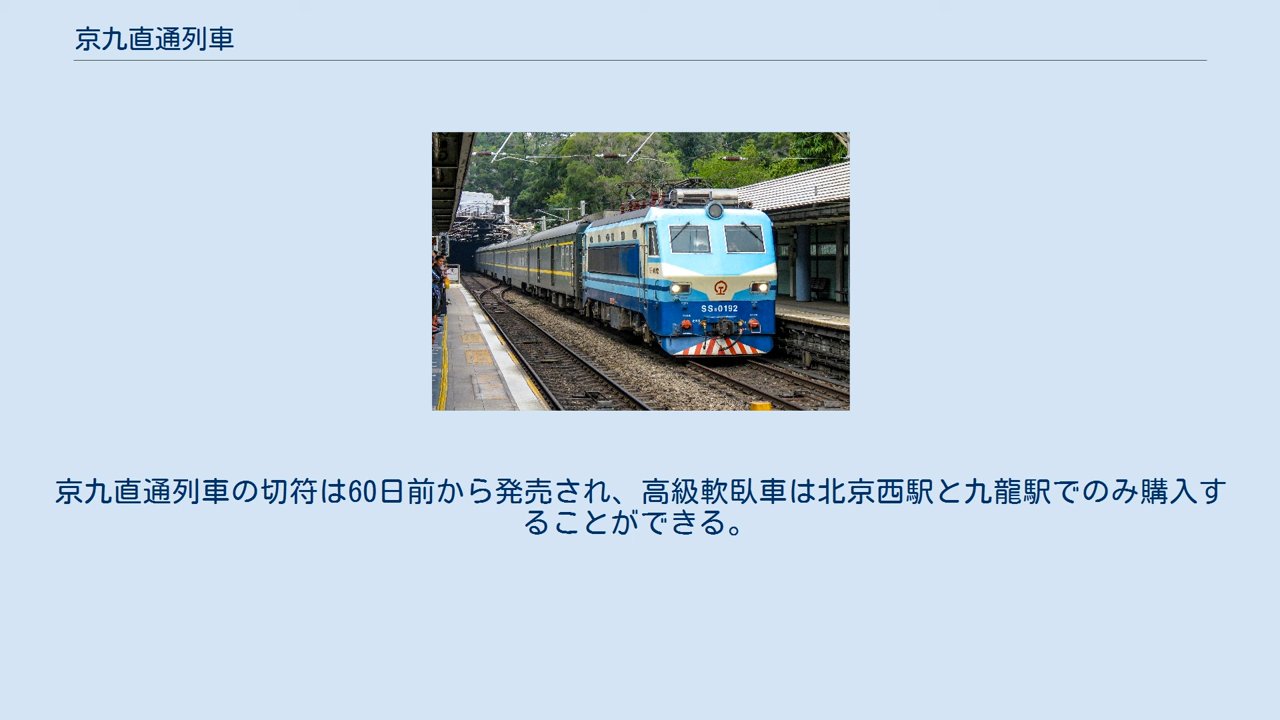 京九直通列車
SS80192
京九直通列車の切符は60日前から発売され、高級軟臥車は北京西駅と九龍駅でのみ購入す
ることができる。